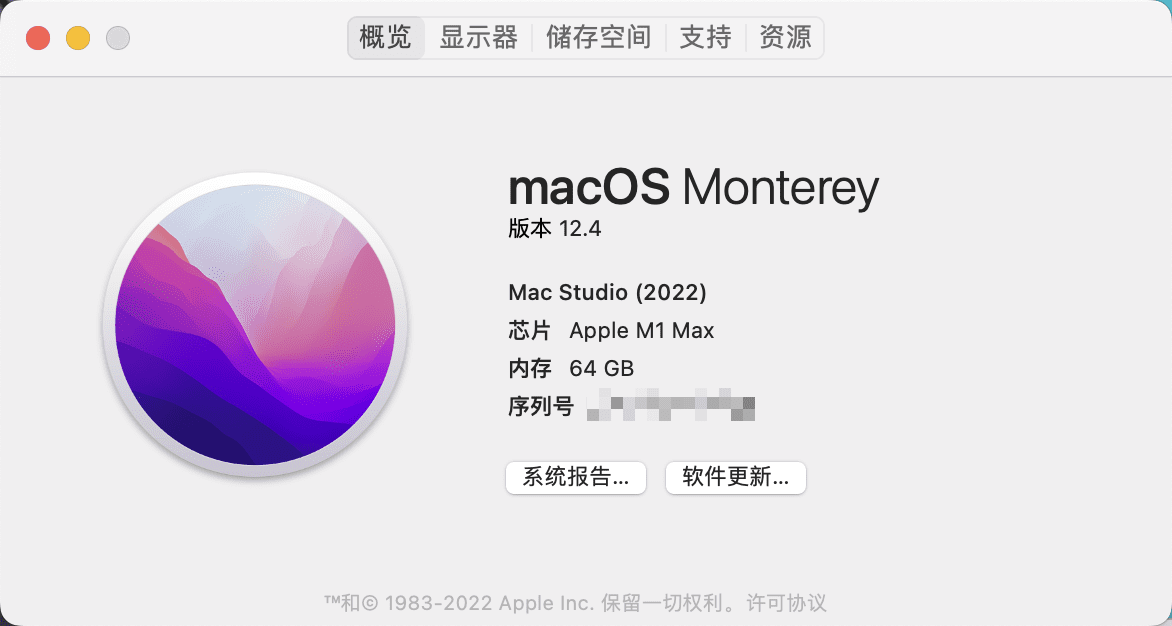 概览 显示器 储存空间 支持 资源
macOS Monterey
版本 12.4
Mac Studio (2022)
芯片 Apple M1 Max
内存 64 GB
序列号
系统报告... 软件更新...
™和© 1983-2022 Apple Inc. 保留一切权利。许可协议